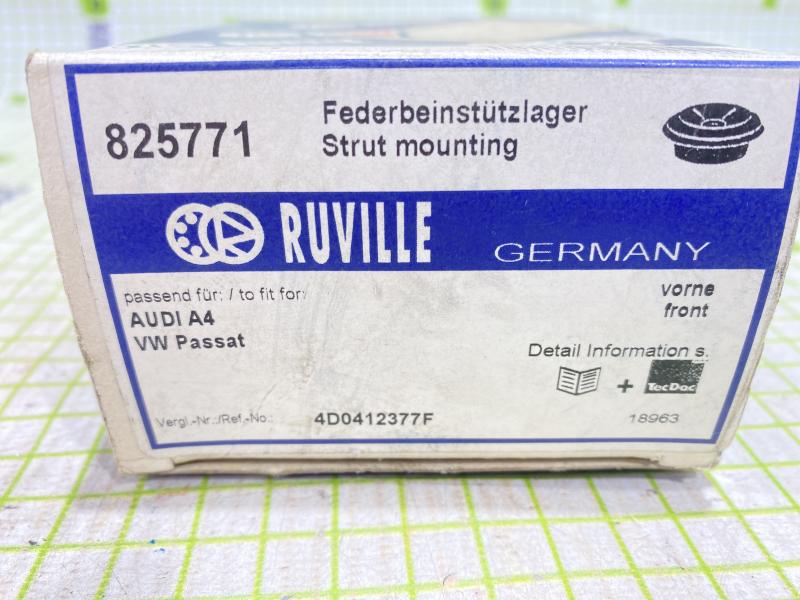 825771
Federbeinstützlager
Strut mounting
RUVILLE
GERMANY
passend für: / to fit for:
AUDI A4
VW Passat
vorne
front
Detail Information s.
+ TecDoc
Vergl.-Nr.:/Ref.-No.: 4D0412377F
18963